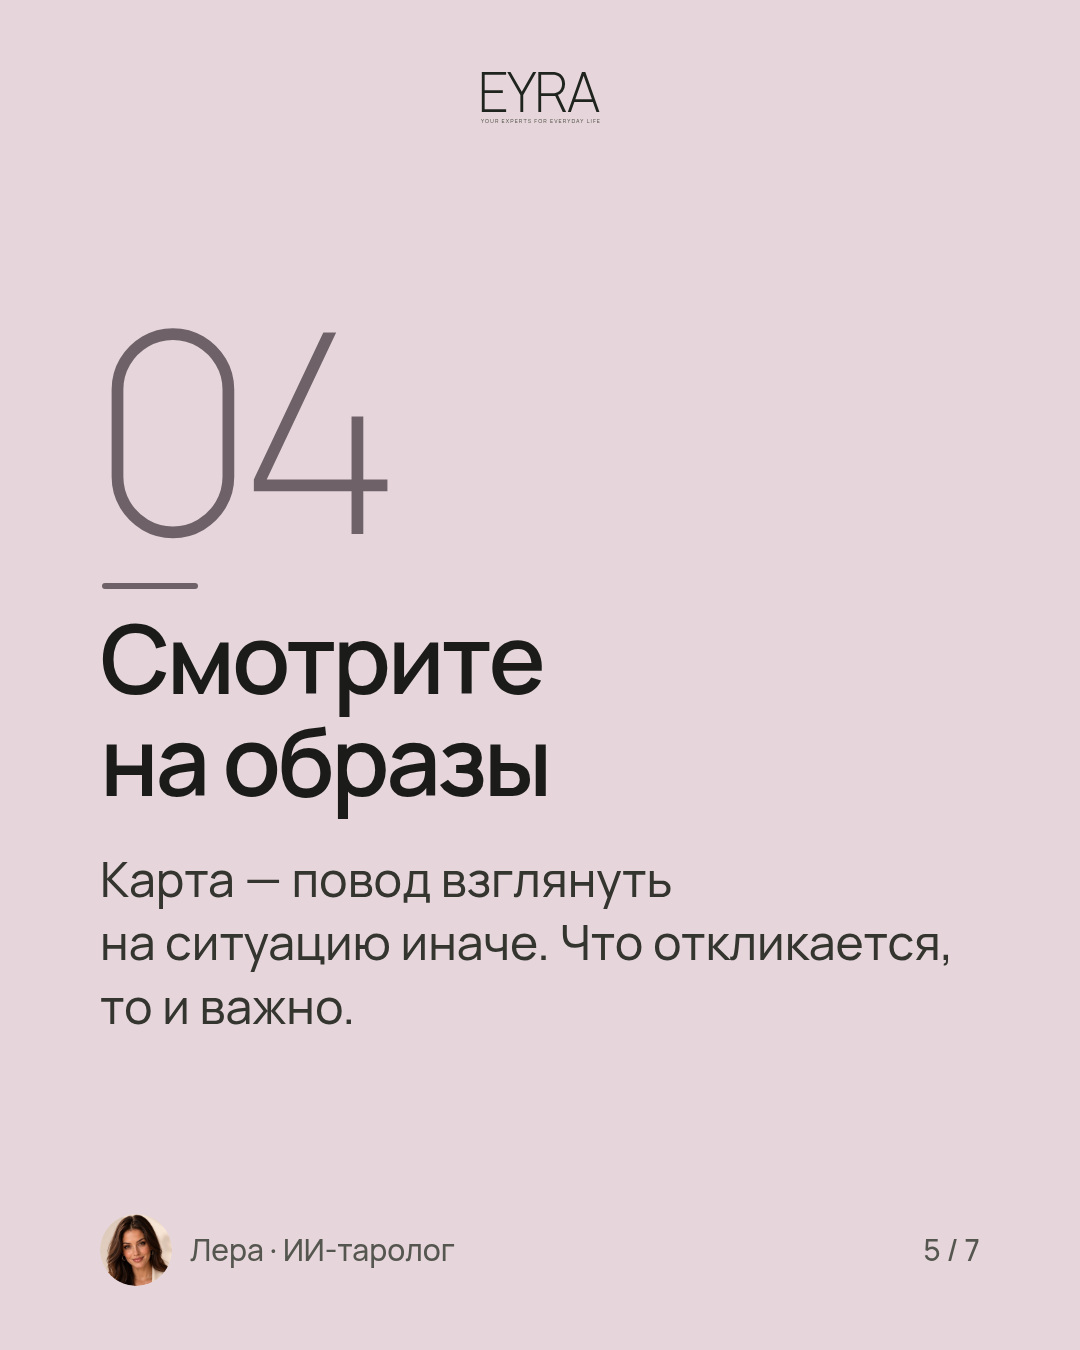 EYRA
YOUR EXPERTS FOR EVERYDAY LIFE
04
Смотрите
на образы
Карта — повод взглянуть
на ситуацию иначе. Что откликается,
то и важно.
Лера · ИИ-таролог
5 / 7